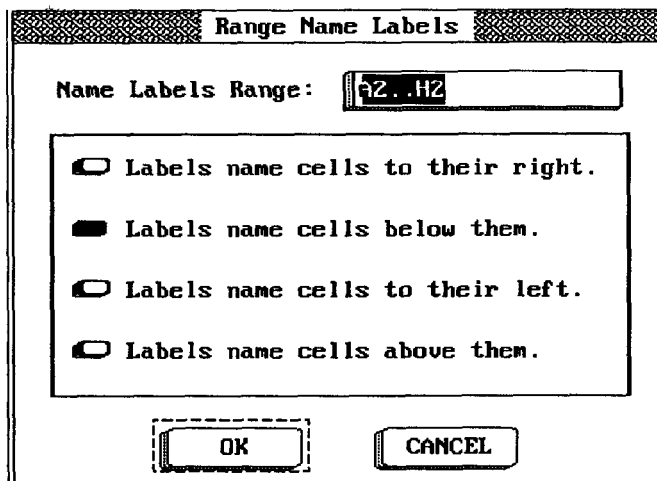 Range Name Labels
Name Labels Range: A2..H2
Labels name cells to their right.
Labels name cells below them.
Labels name cells to their left.
Labels name cells above them.
OK CANCEL